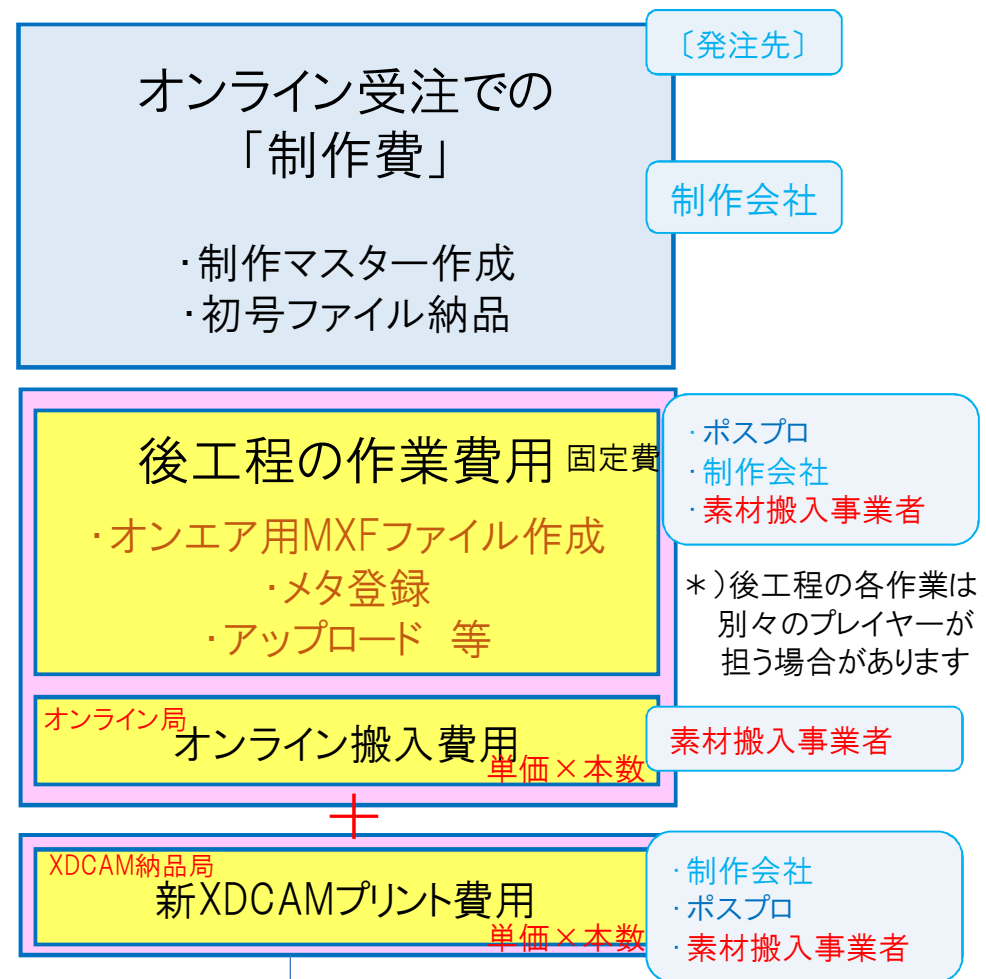 〔発注先〕
オンライン受注での
「制作費」
制作会社
・制作マスター作成
・初号ファイル納品
後工程の作業費用 固定費
・オンエア用MXFファイル作成
・メタ登録
・アップロード 等
・ポスプロ
・制作会社
・素材搬入事業者
＊）後工程の各作業は
別々のプレイヤーが
担う場合があります
オンライン局
オンライン搬入費用
単価×本数
素材搬入事業者
＋
XDCAM納品局
新XDCAMプリント費用
単価×本数
・制作会社
・ポスプロ
・素材搬入事業者